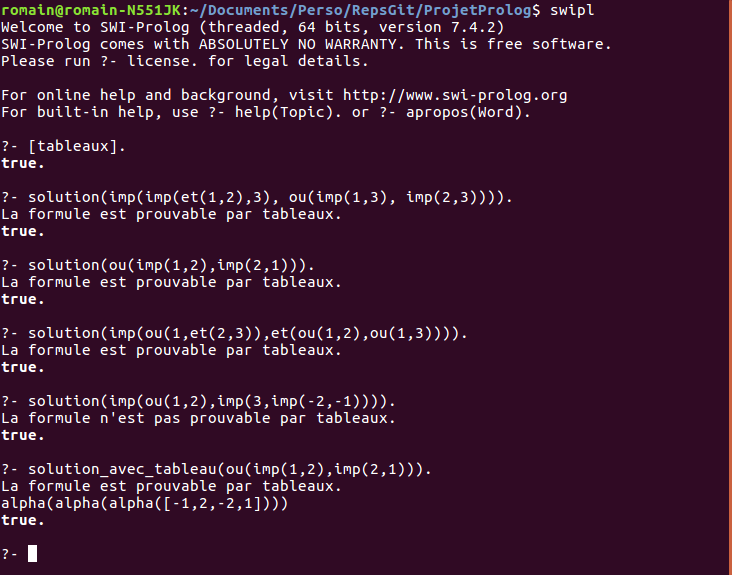 romain@romain-N551JK:~/Documents/Perso/RepsGit/ProjetProlog$ swipl
Welcome to SWI-Prolog (threaded, 64 bits, version 7.4.2)
SWI-Prolog comes with ABSOLUTELY NO WARRANTY. This is free software.
Please run ?- license. for legal details.
For online help and background, visit http://www.swi-prolog.org
For built-in help, use ?- help(Topic). or ?- apropos(Word).
?- [tableaux].
true.
?- solution(imp(imp(et(1,2),3), ou(imp(1,3), imp(2,3)))).
La formule est prouvable par tableaux.
true.
?- solution(ou(imp(1,2),imp(2,1))).
La formule est prouvable par tableaux.
true.
?- solution(imp(ou(1,et(2,3)),et(ou(1,2),ou(1,3)))).
La formule est prouvable par tableaux.
true.
?- solution(imp(ou(1,2),imp(3,imp(-2,-1)))).
La formule n'est pas prouvable par tableaux.
true.
?- solution_avec_tableau(ou(imp(1,2),imp(2,1))).
La formule est prouvable par tableaux.
alpha(alpha(alpha([-1,2,-2,1])))
true.
?-